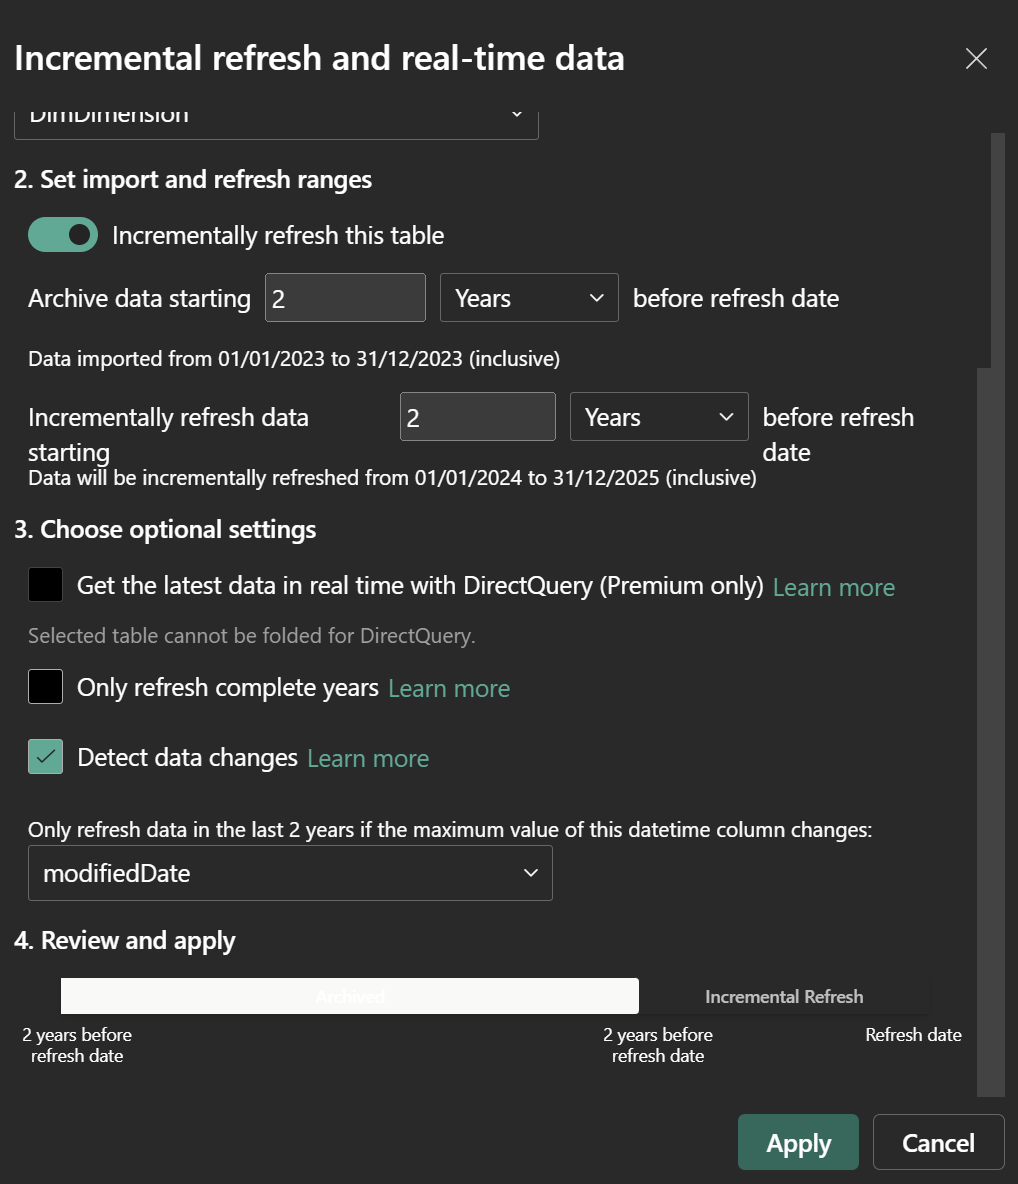 Incremental refresh and real-time data
DimDimension
2. Set import and refresh ranges
Incrementally refresh this table
Archive data starting 2 Years before refresh date
Data imported from 01/01/2023 to 31/12/2023 (inclusive)
Incrementally refresh data 2 Years before refresh
starting date
Data will be incrementally refreshed from 01/01/2024 to 31/12/2025 (inclusive)
3. Choose optional settings
Get the latest data in real time with DirectQuery (Premium only) Learn more
Selected table cannot be folded for DirectQuery.
Only refresh complete years Learn more
Detect data changes Learn more
Only refresh data in the last 2 years if the maximum value of this datetime column changes:
modifiedDate
4. Review and apply
Archived Incremental Refresh
2 years before 2 years before Refresh date
refresh date refresh date
Apply Cancel